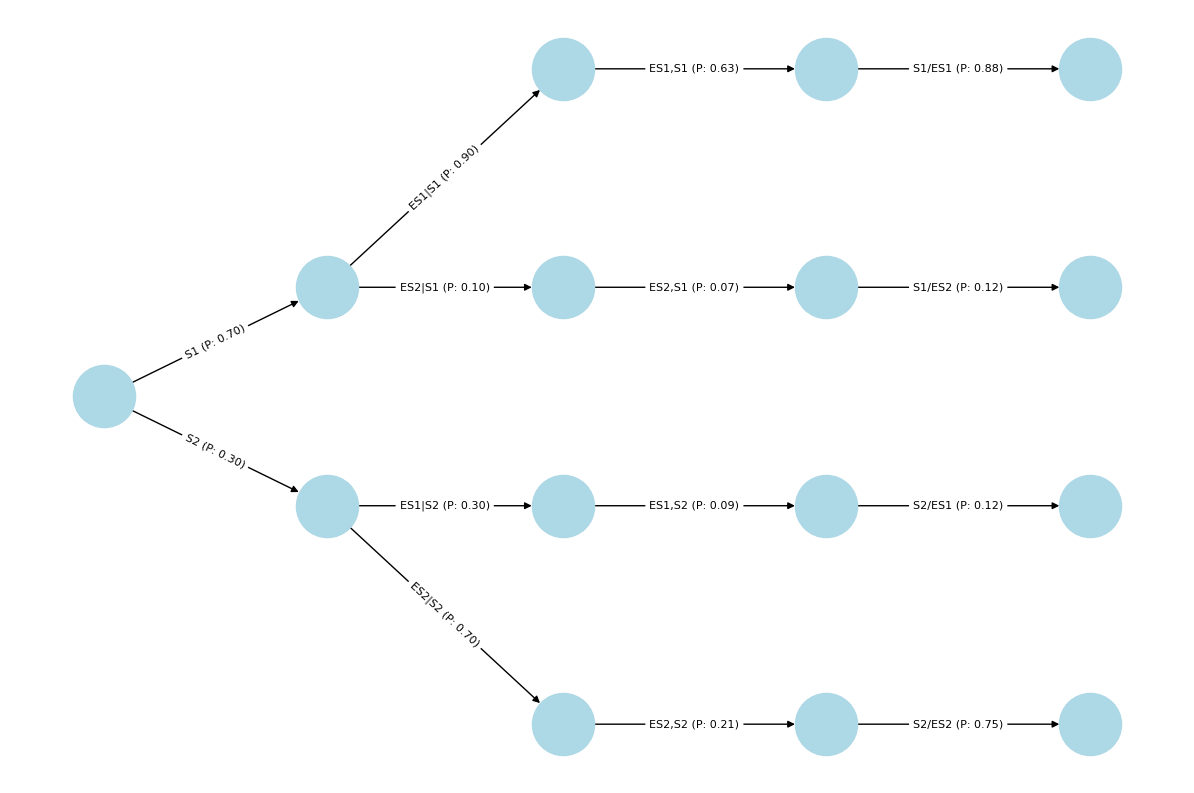 ES1,S1 (P: 0.63)
S1/ES1 (P: 0.88)
ES1|S1 (P: 0.90)
ES2|S1 (P: 0.10)
ES2,S1 (P: 0.07)
S1/ES2 (P: 0.12)
S1 (P: 0.70)
S2 (P: 0.30)
ES1|S2 (P: 0.30)
ES1,S2 (P: 0.09)
S2/ES1 (P: 0.12)
ES2|S2 (P: 0.70)
ES2,S2 (P: 0.21)
S2/ES2 (P: 0.75)